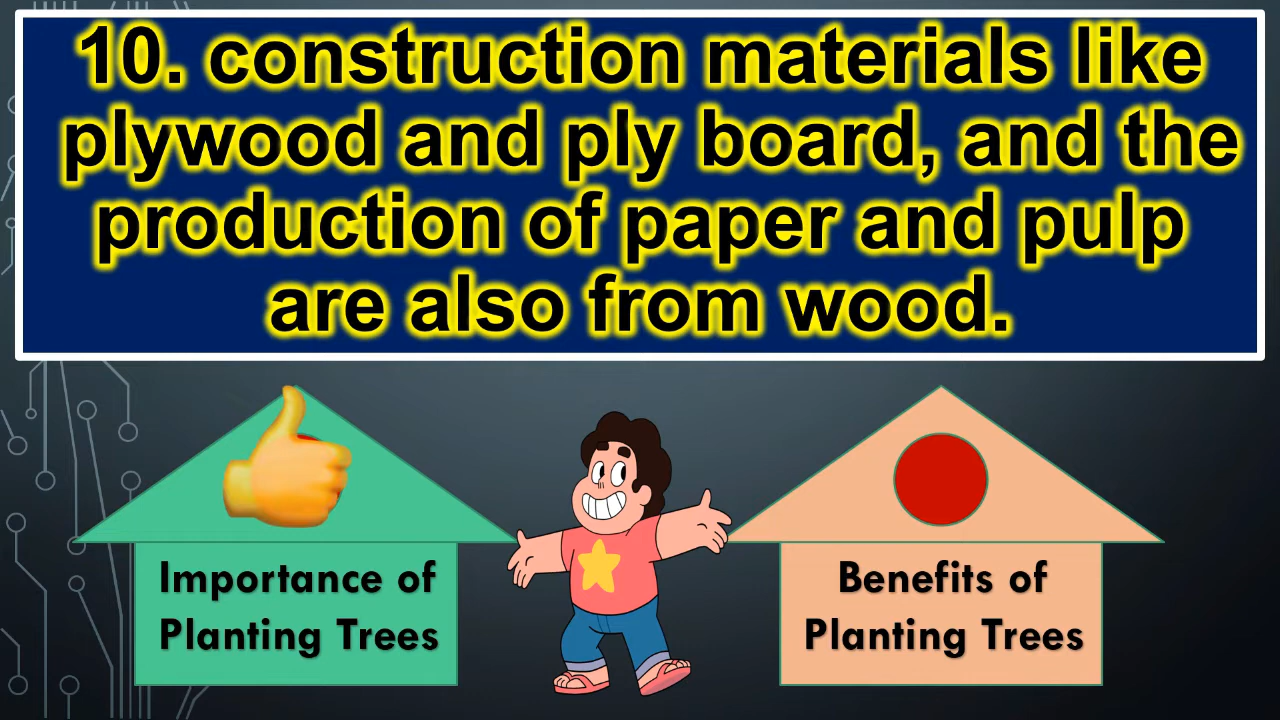 10. construction materials like
plywood and ply board, and the
production of paper and pulp
are also from wood.
Importance of
Planting Trees
Benefits of
Planting Trees